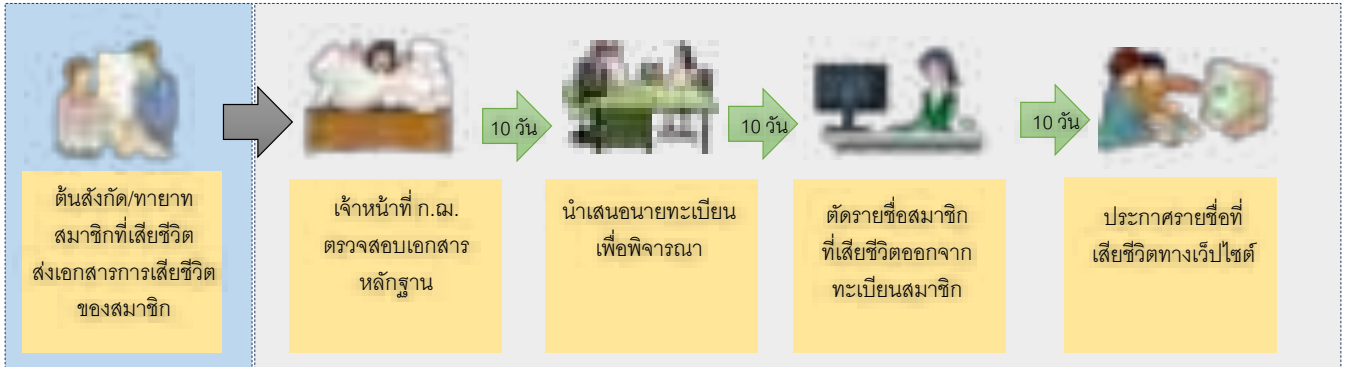 ต้นสังกัด/ทายาท
สมาชิกที่เสียชีวิต
ส่งเอกสารการเสียชีวิต
ของสมาชิก
เจ้าหน้าที่ ก.ฌ.
ตรวจสอบเอกสาร
หลักฐาน
10 วัน
นำเสนอนายทะเบียน
เพื่อพิจารณา
10 วัน
ตัดรายชื่อสมาชิก
ที่เสียชีวิตออกจาก
ทะเบียนสมาชิก
10 วัน
ประกาศรายชื่อที่
เสียชีวิตทางเว็ปไซต์